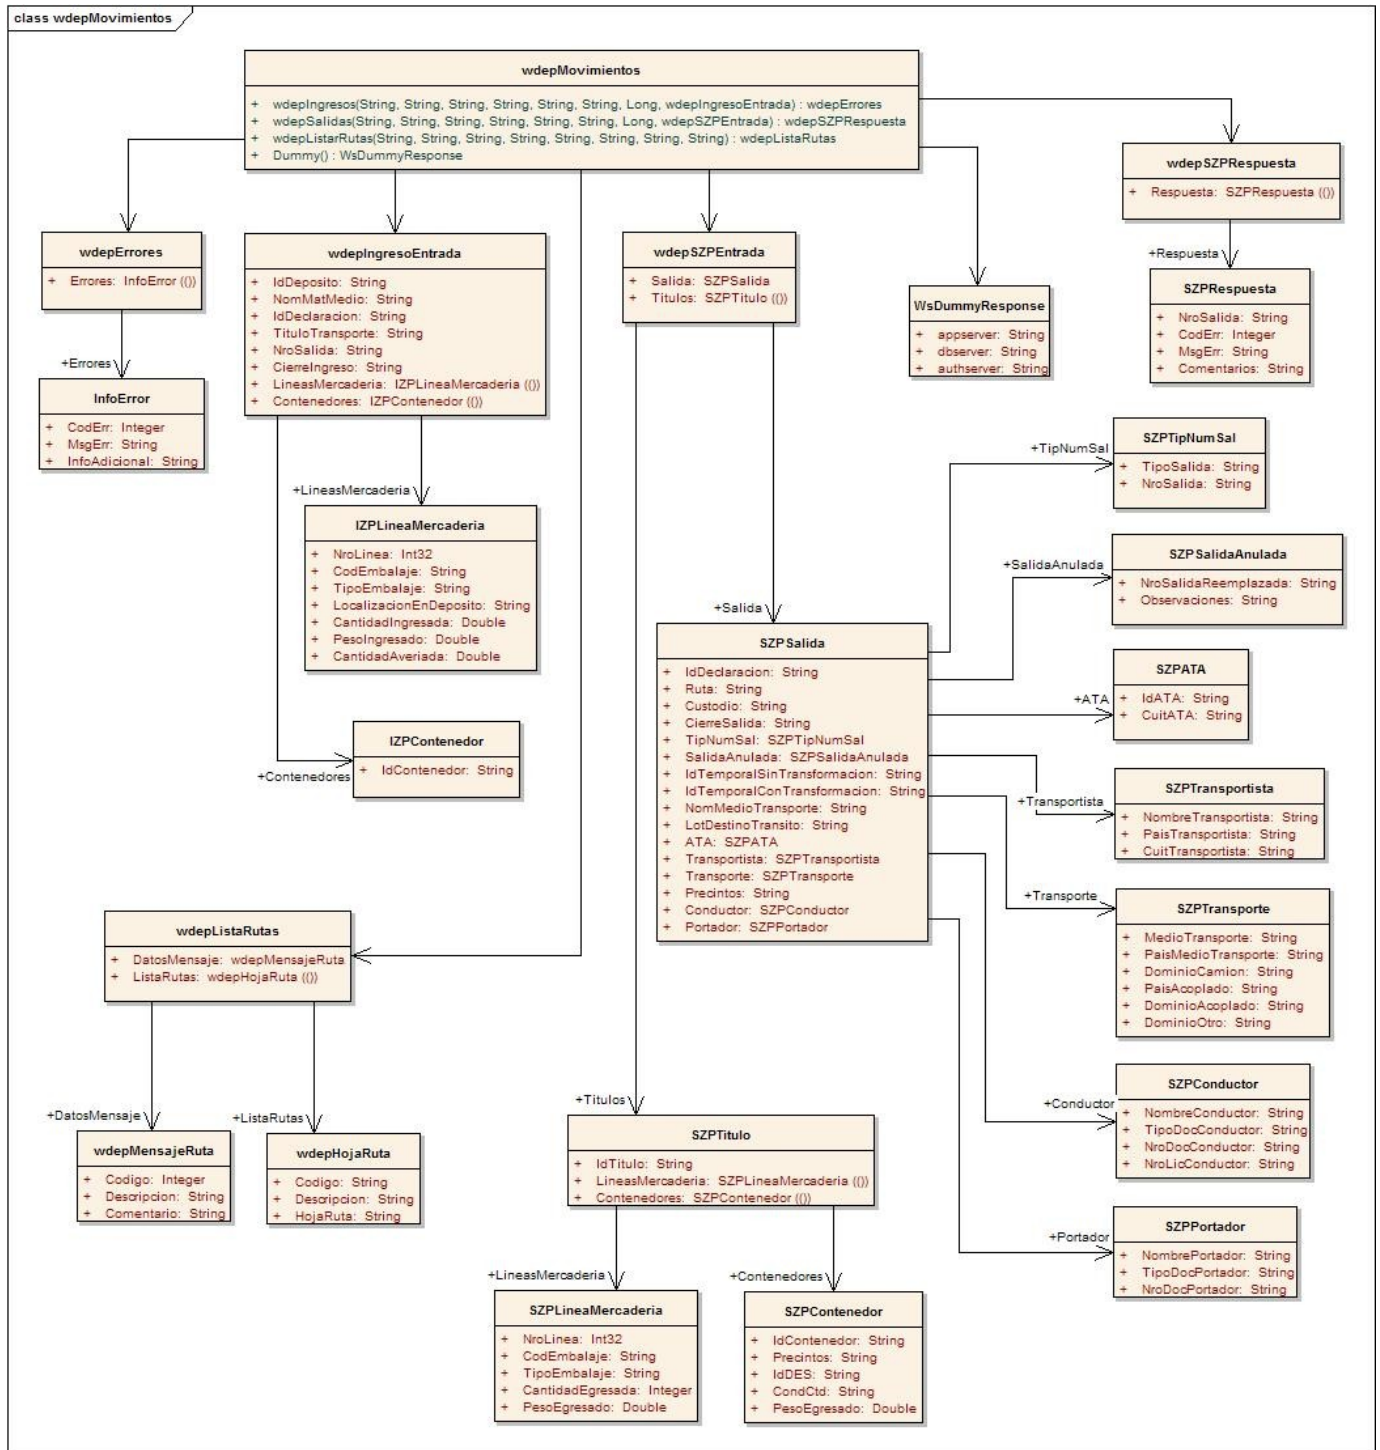 class wdepMovimientos
wdepMovimientos
+ wdepIngresos(String, String, String, String, String, String, Long, wdepIngresoEntrada) : wdepErrores
+ wdepSalidas(String, String, String, String, String, String, Long, wdepSZPEntrada) : wdepSZPRespuesta
+ wdepListarRutas(String, String, String, String, String, String, String, String) : wdepListaRutas
+ Dummy() : WsDummyResponse
wdepSZPRespuesta
+ Respuesta: SZPRespuesta (())
wdepErrores
+ Errores: InfoError (())
wdepIngresoEntrada
+ IdDeposito: String
+ NomMatMedio: String
+ IdDeclaracion: String
+ TituloTransporte: String
+ NroSalida: String
+ CierreIngreso: String
+ LineasMercaderia: IZPLineaMercaderia (())
+ Contenedores: IZPContenedor (())
wdepSZPEntrada
+ Salida: SZPSalida
+ Titulos: SZPTitulo (())
WsDummyResponse
+ appserver: String
+ dbserver: String
+ authserver: String
+Respuesta
SZPRespuesta
+ NroSalida: String
+ CodErr: Integer
+ MsgErr: String
+ Comentarios: String
+Errores
InfoError
+ CodErr: Integer
+ MsgErr: String
+ InfoAdicional: String
+LineasMercaderia
IZPLineaMercaderia
+ NroLinea: Int32
+ CodEmbalaje: String
+ TipoEmbalaje: String
+ LocalizacionEnDeposito: String
+ CantidadIngresada: Double
+ PesoIngresado: Double
+ CantidadAveriada: Double
+TipNumSal
SZPTipNumSal
+ TipoSalida: String
+ NroSalida: String
+SalidaAnulada
SZPSalidaAnulada
+ NroSalidaReemplazada: String
+ Observaciones: String
+Salida
SZPSalida
+ IdDeclaracion: String
+ Ruta: String
+ Custodio: String
+ CierreSalida: String
+ TipNumSal: SZPTipNumSal
+ SalidaAnulada: SZPSalidaAnulada
+ IdTemporalSinTransformacion: String
+ IdTemporalConTransformacion: String
+ NomMedioTransporte: String
+ LotDestinoTransito: String
+ ATA: SZPATA
+ Transportista: SZPTransportista
+ Transporte: SZPTransporte
+ Precintos: String
+ Conductor: SZPConductor
+ Portador: SZPPortador
+ATA
SZPATA
+ IdATA: String
+ CuitATA: String
+Contenedores
IZPContenedor
+ IdContenedor: String
+Transportista
SZPTransportista
+ NombreTransportista: String
+ PaisTransportista: String
+ CuitTransportista: String
+Transporte
SZPTransporte
+ MedioTransporte: String
+ PaisMedioTransporte: String
+ DominioCamion: String
+ PaisAcoplado: String
+ DominioAcoplado: String
+ DominioOtro: String
wdepListaRutas
+ DatosMensaje: wdepMensajeRuta
+ ListaRutas: wdepHojaRuta (())
+Conductor
SZPConductor
+ NombreConductor: String
+ TipoDocConductor: String
+ NroDocConductor: String
+ NroLicConductor: String
+DatosMensaje
wdepMensajeRuta
+ Codigo: Integer
+ Descripcion: String
+ Comentario: String
+ListaRutas
wdepHojaRuta
+ Codigo: String
+ Descripcion: String
+ HojaRuta: String
+Titulos
SZPTitulo
+ IdTitulo: String
+ LineasMercaderia: SZPLineaMercaderia (())
+ Contenedores: SZPContenedor (())
+Portador
SZPPortador
+ NombrePortador: String
+ TipoDocPortador: String
+ NroDocPortador: String
+LineasMercaderia
SZPLineaMercaderia
+ NroLinea: Int32
+ CodEmbalaje: String
+ TipoEmbalaje: String
+ CantidadEgresada: Integer
+ PesoEgresado: Double
+Contenedores
SZPContenedor
+ IdContenedor: String
+ Precintos: String
+ IdDES: String
+ CondCtd: String
+ PesoEgresado: Double